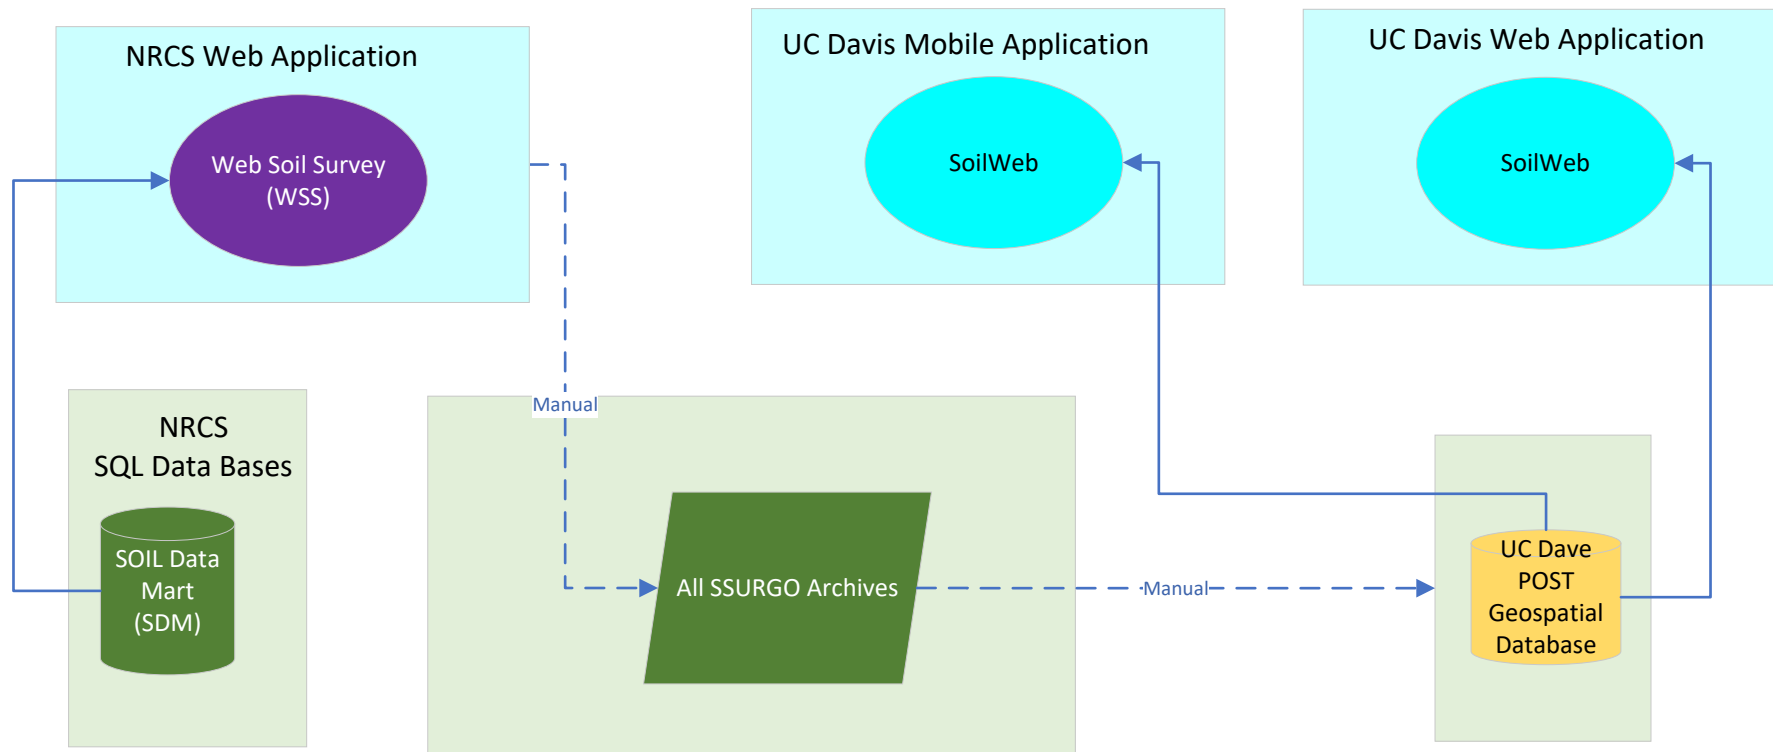 NRCS Web Application
Web Soil Survey
(WSS)
UC Davis Mobile Application
SoilWeb
UC Davis Web Application
SoilWeb
Manual
NRCS
SQL Data Bases
SOIL Data
Mart
(SDM)
All SSURGO Archives
Manual
UC Dave
POST
Geospatial
Database